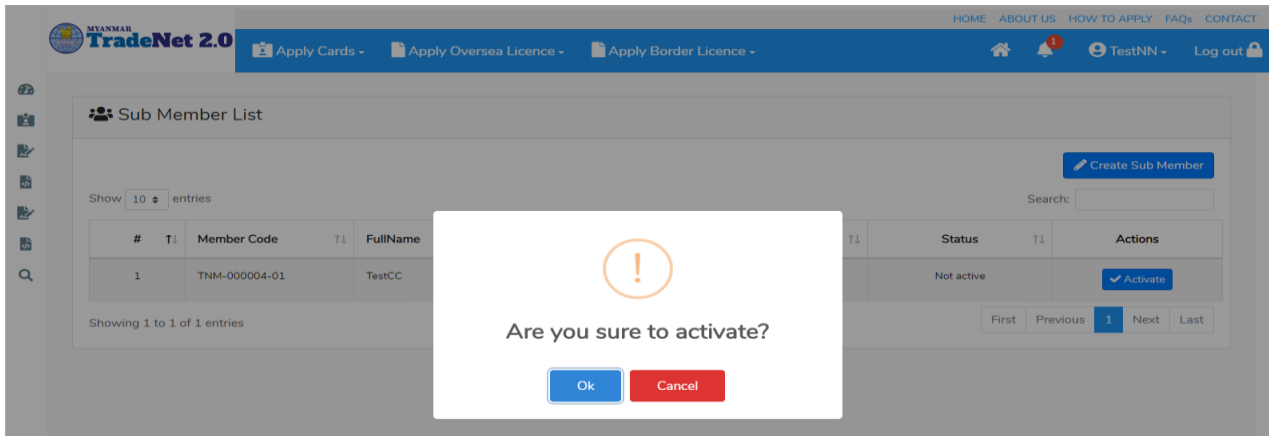 HOME ABOUT US HOW TO APPLY FAQs CONTACT
MYANMAR
TradeNet 2.0
Apply Cards Apply Oversea Licence Apply Border Licence 1 TestNN Log out
Sub Member List
Create Sub Member
Show 10 entries Search:
# Member Code FullName Status Actions
1 TNM-000004-01 TestCC Not active Activate
Showing 1 to 1 of 1 entries First Previous 1 Next Last
!
Are you sure to activate?
Ok Cancel